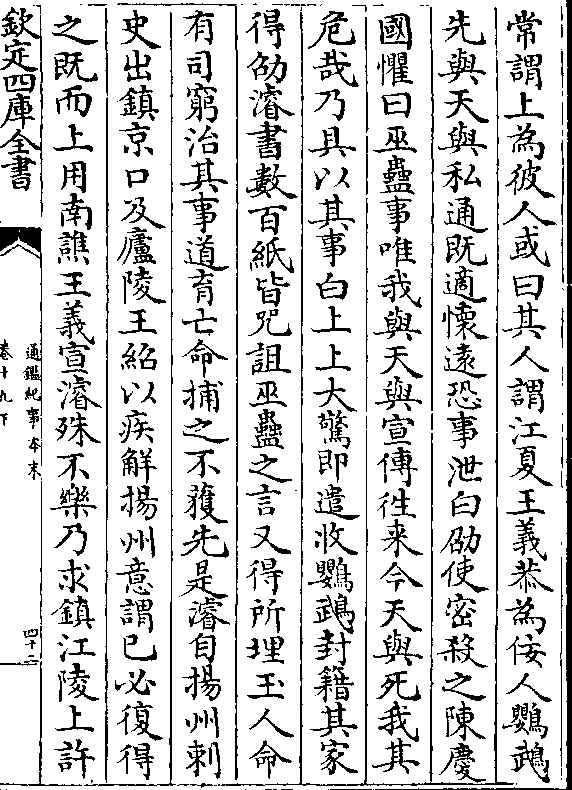 常謂上為彼人或曰其人謂江夏王義恭為佞人鸚鵡
先與天與私通既適懷遠恐事泄白劭使密殺之陳慶
國懼曰巫蠱事唯我與天與宣傳徃来今天與死我其
危哉乃具以其事白上上大驚即遣收鸚鵡封籍其家
得劭濬書數百紙皆咒詛巫蠱之言又得所埋玉人命
有司窮治其事道育亡命捕之不獲先是濬自揚州刺
史出鎮京口及廬陵王紹以疾解揚州意謂已必復得
之既而上用南譙王義宣濬殊不樂乃求鎮江陵上許
欽定四庫全書
通鑑紀事本末
卷十九下
四十二